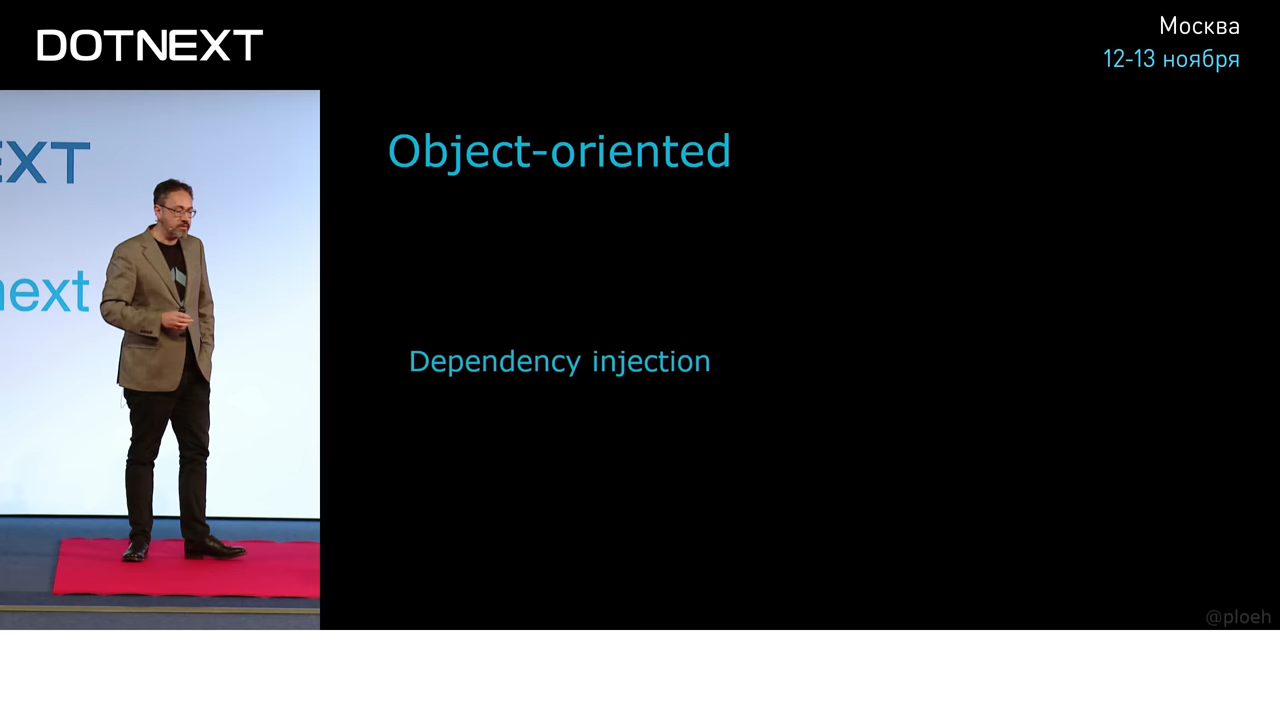 DOTNEXT
Москва
12-13 ноября
EXT
next
Object-oriented
Dependency injection
@ploeh